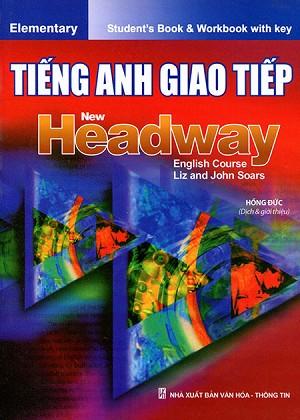 Elementary Student's Book & Workbook with key
TIẾNG ANH GIAO TIẾP
New
Headway
English Course
Liz and John Soars
HỒNG ĐỨC
(Dịch & giới thiệu)
NHÀ XUẤT BẢN VĂN HÓA - THÔNG TIN